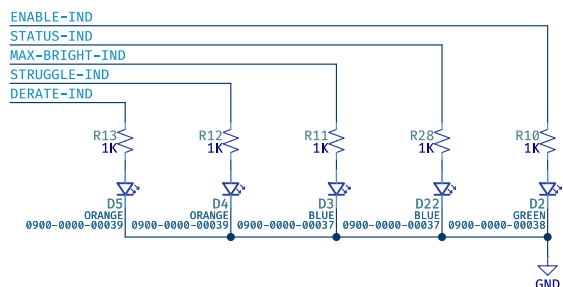 ENABLE-IND
STATUS-IND
MAX-BRIGHT-IND
STRUGGLE-IND
DERATE-IND
R13 R12 R11 R28 R10
1K 1K 1K 1K 1K
D5 D4 D3 D22 D2
ORANGE ORANGE BLUE BLUE GREEN
0900-0000-00039 0900-0000-00039 0900-0000-00037 0900-0000-00037 0900-0000-00038
GND